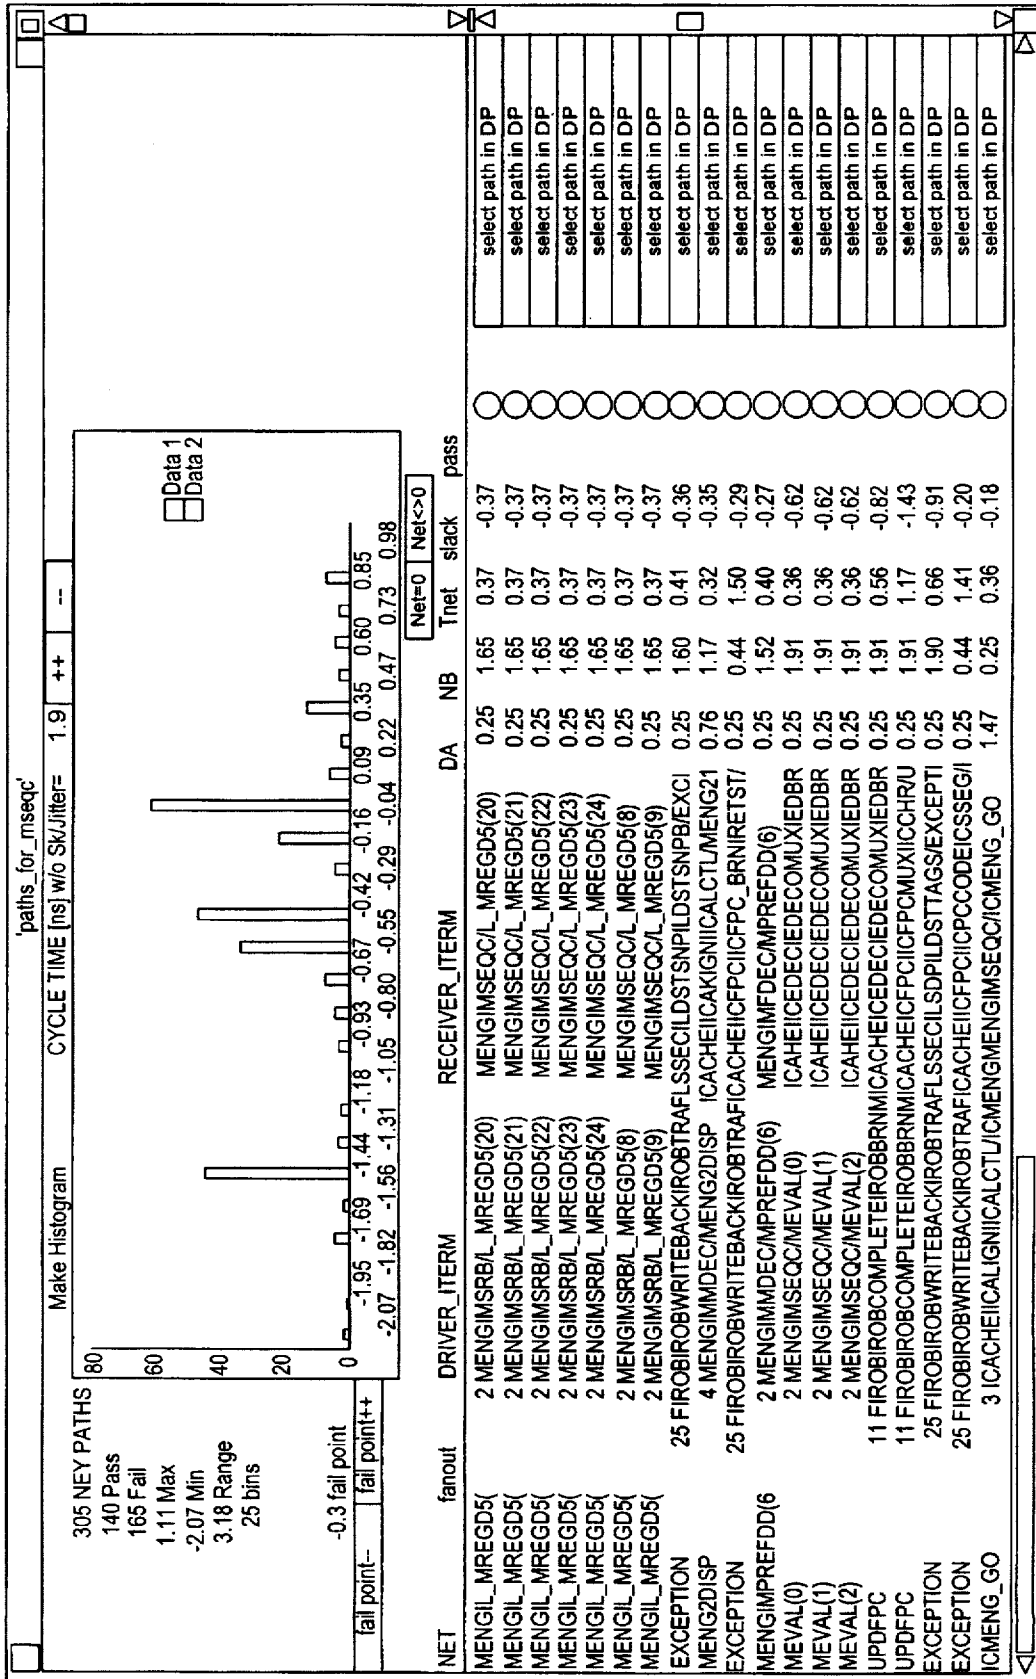 'paths_for_mseqc'
Make Histogram CYCLE TIME [ns] w/o Sk/Jitter= 1.9 ++ --
305 NEY PATHS
140 Pass
165 Fail
1.11 Max
-2.07 Min
3.18 Range
25 bins
-0.3 fail point
fail point-- fail point++
80
60
40
20
0
Data 1
Data 2
-1.95 -1.69 -1.44 -1.18 -0.93 -0.67 -0.42 -0.16 0.09 0.35 0.60 0.85
-2.07 -1.82 -1.56 -1.31 -1.05 -0.80 -0.55 -0.29 -0.04 0.22 0.47 0.73 0.98
Net=0 Net<>0
NET fanout DRIVER_ITERM RECEIVER_ITERM DA NB Tnet slack pass
MENGIL_MREGD5( 2 MENGIMSRB/L_MREGD5(20) MENGIMSEQC/L_MREGD5(20) 0.25 1.65 0.37 -0.37 select path in DP
MENGIL_MREGD5( 2 MENGIMSRB/L_MREGD5(21) MENGIMSEQC/L_MREGD5(21) 0.25 1.65 0.37 -0.37 select path in DP
MENGIL_MREGD5( 2 MENGIMSRB/L_MREGD5(22) MENGIMSEQC/L_MREGD5(22) 0.25 1.65 0.37 -0.37 select path in DP
MENGIL_MREGD5( 2 MENGIMSRB/L_MREGD5(23) MENGIMSEQC/L_MREGD5(23) 0.25 1.65 0.37 -0.37 select path in DP
MENGIL_MREGD5( 2 MENGIMSRB/L_MREGD5(24) MENGIMSEQC/L_MREGD5(24) 0.25 1.65 0.37 -0.37 select path in DP
MENGIL_MREGD5( 2 MENGIMSRB/L_MREGD5(8) MENGIMSEQC/L_MREGD5(8) 0.25 1.65 0.37 -0.37 select path in DP
MENGIL_MREGD5( 2 MENGIMSRB/L_MREGD5(9) MENGIMSEQC/L_MREGD5(9) 0.25 1.65 0.37 -0.37 select path in DP
EXCEPTION 25 FIROBIROBWRITEBACKIROBTRAFLSSECILDSTSNPILDSTSNPB/EXCI 0.25 1.60 0.41 -0.36 select path in DP
MENG2DISP 4 MENGIMMDEC/MENG2DISP ICACHEIICAKIGNIICALCTL/MENG21 0.76 1.17 0.32 -0.35 select path in DP
EXCEPTION 25 FIROBIROBWRITEBACKIROBTRAFICACHEIICFPCIICFPC_BRNIRETST/ 0.25 0.44 1.50 -0.29 select path in DP
MENGIMPREFDD(6 2 MENGIMMDEC/MPREFDD(6) MENGIMFDEC/MPREFDD(6) 0.25 1.52 0.40 -0.27 select path in DP
MEVAL(0) 2 MENGIMSEQC/MEVAL(0) ICAHEIICEDECIEDECOMUXIEDBR 0.25 1.91 0.36 -0.62 select path in DP
MEVAL(1) 2 MENGIMSEQC/MEVAL(1) ICAHEIICEDECIEDECOMUXIEDBR 0.25 1.91 0.36 -0.62 select path in DP
MEVAL(2) 2 MENGIMSEQC/MEVAL(2) ICAHEIICEDECIEDECOMUXIEDBR 0.25 1.91 0.36 -0.62 select path in DP
UPDFPC 11 FIROBIROBCOMPLETEIROBBRNMICACHEICEDECIEDECOMUXIEDBR 0.25 1.91 0.56 -0.82 select path in DP
UPDFPC 11 FIROBIROBCOMPLETEIROBBRNMICACHEICFPCIICFPCMUXIICCHR/U 0.25 1.91 1.17 -1.43 select path in DP
EXCEPTION 25 FIROBIROBWRITEBACKIROBTRAFLSSECILSDPILDSTTAGS/EXCEPTI 0.25 1.90 0.66 -0.91 select path in DP
EXCEPTION 25 FIROBIROBWRITEBACKIROBTRAFICACHEIICFPCIICPCCODEICSSEG/I 0.25 0.44 1.41 -0.20 select path in DP
ICMENG_GO 3 ICACHEIICALIGNIICALCTL/ICMENGMENGIMSEQC/ICMENG_GO 1.47 0.25 0.36 -0.18 select path in DP